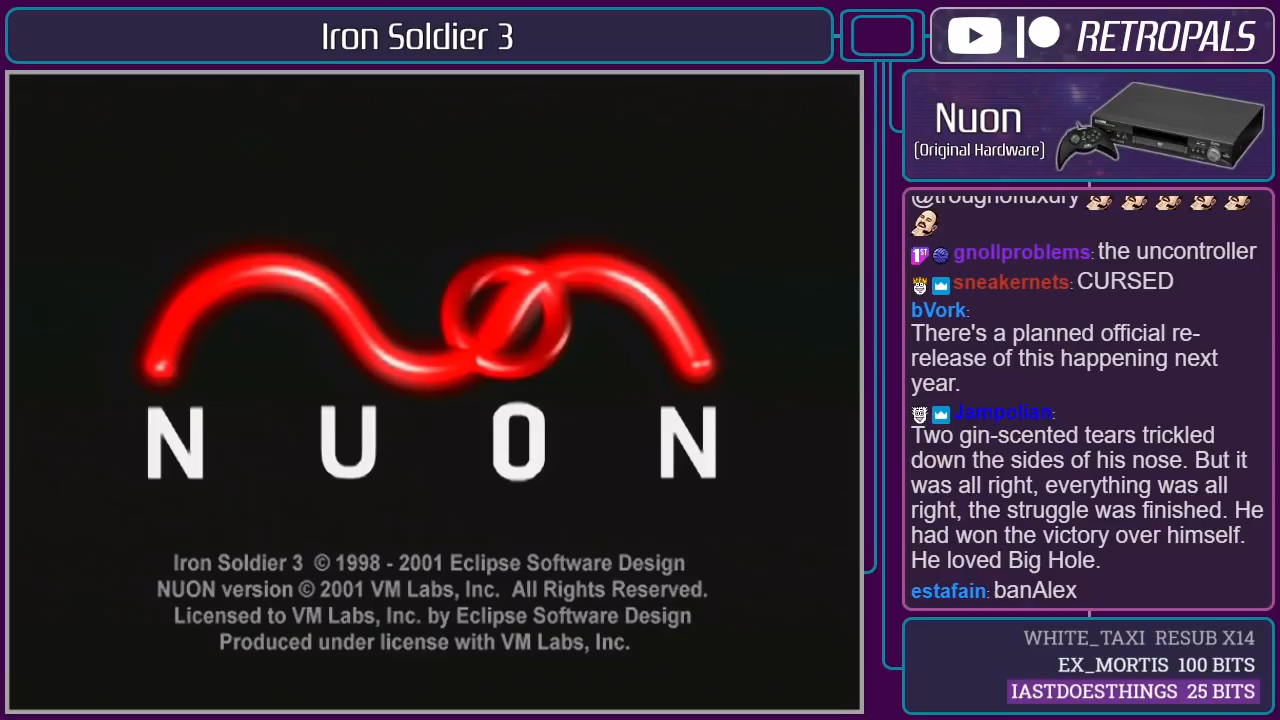 Iron Soldier 3
RETROPALS
NUON
Iron Soldier 3 © 1998 - 2001 Eclipse Software Design
NUON version © 2001 VM Labs, Inc. All Rights Reserved.
Licensed to VM Labs, Inc. by Eclipse Software Design
Produced under license with VM Labs, Inc.
Nuon
(Original Hardware)
@troughofluxury
1ST gnollproblems: the uncontroller
sneakernets: CURSED
bVork:
There's a planned official re-
release of this happening next
year.
Jampolian:
Two gin-scented tears trickled
down the sides of his nose. But it
was all right, everything was all
right, the struggle was finished. He
had won the victory over himself.
He loved Big Hole.
estafain: banAlex
WHITE_TAXI RESUB X14
EX_MORTIS 100 BITS
IASTDOESTHINGS 25 BITS